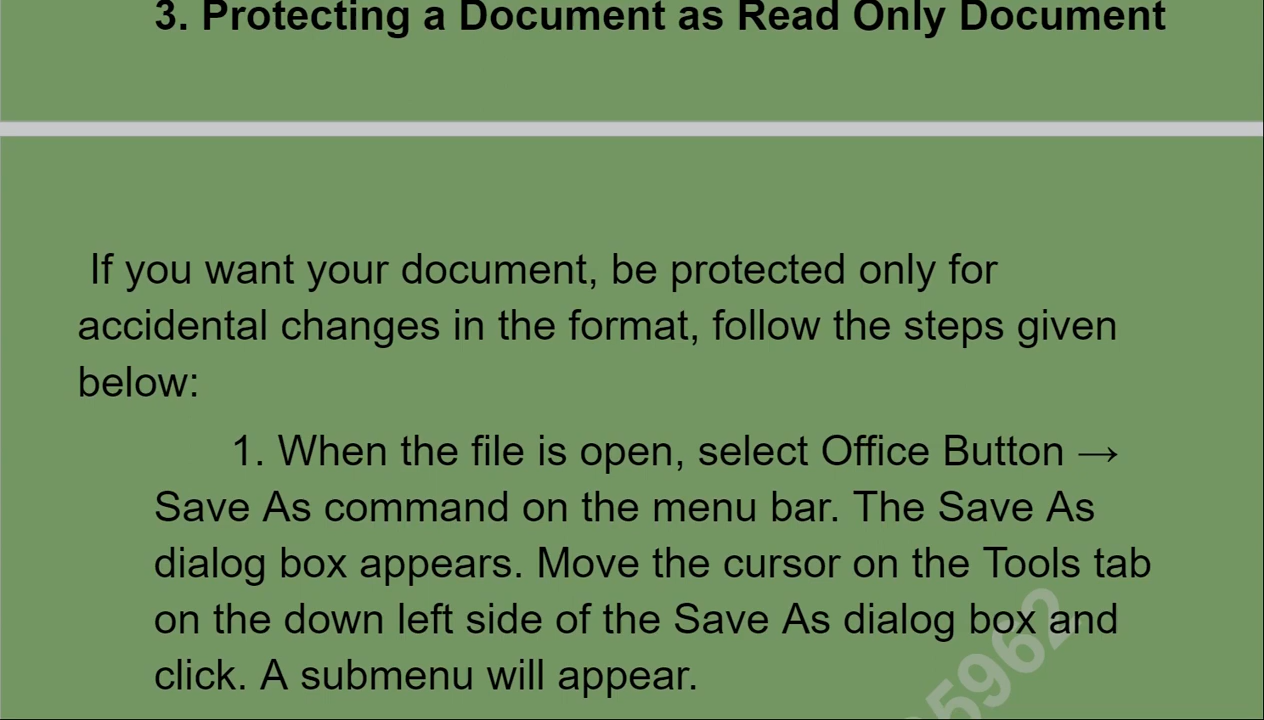 3. Protecting a Document as Read Only Document
If you want your document, be protected only for
accidental changes in the format, follow the steps given
below:
1. When the file is open, select Office Button →
Save As command on the menu bar. The Save As
dialog box appears. Move the cursor on the Tools tab
on the down left side of the Save As dialog box and
click. A submenu will appear.
5962